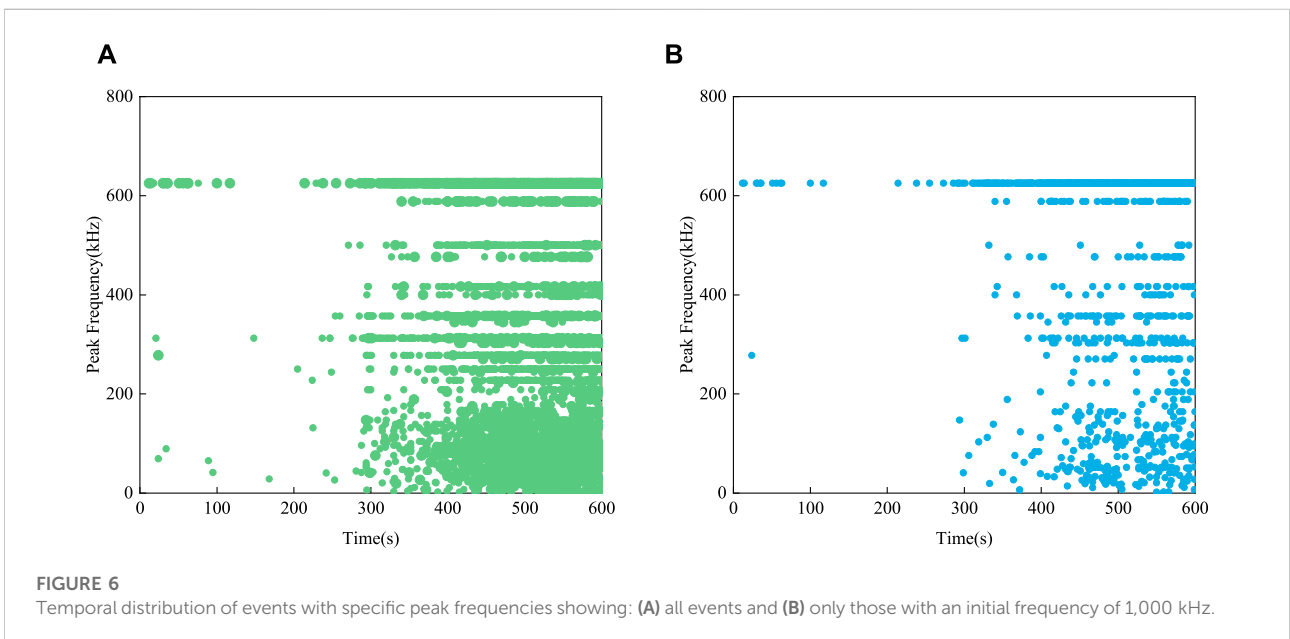 A
B
800
600
400
200
0
Peak Frequency(kHz)
0 100 200 300 400 500 600
Time(s)
800
600
400
200
0
Peak Frequency(kHz)
0 100 200 300 400 500 600
Time(s)
FIGURE 6
Temporal distribution of events with specific peak frequencies showing: (A) all events and (B) only those with an initial frequency of 1,000 kHz.